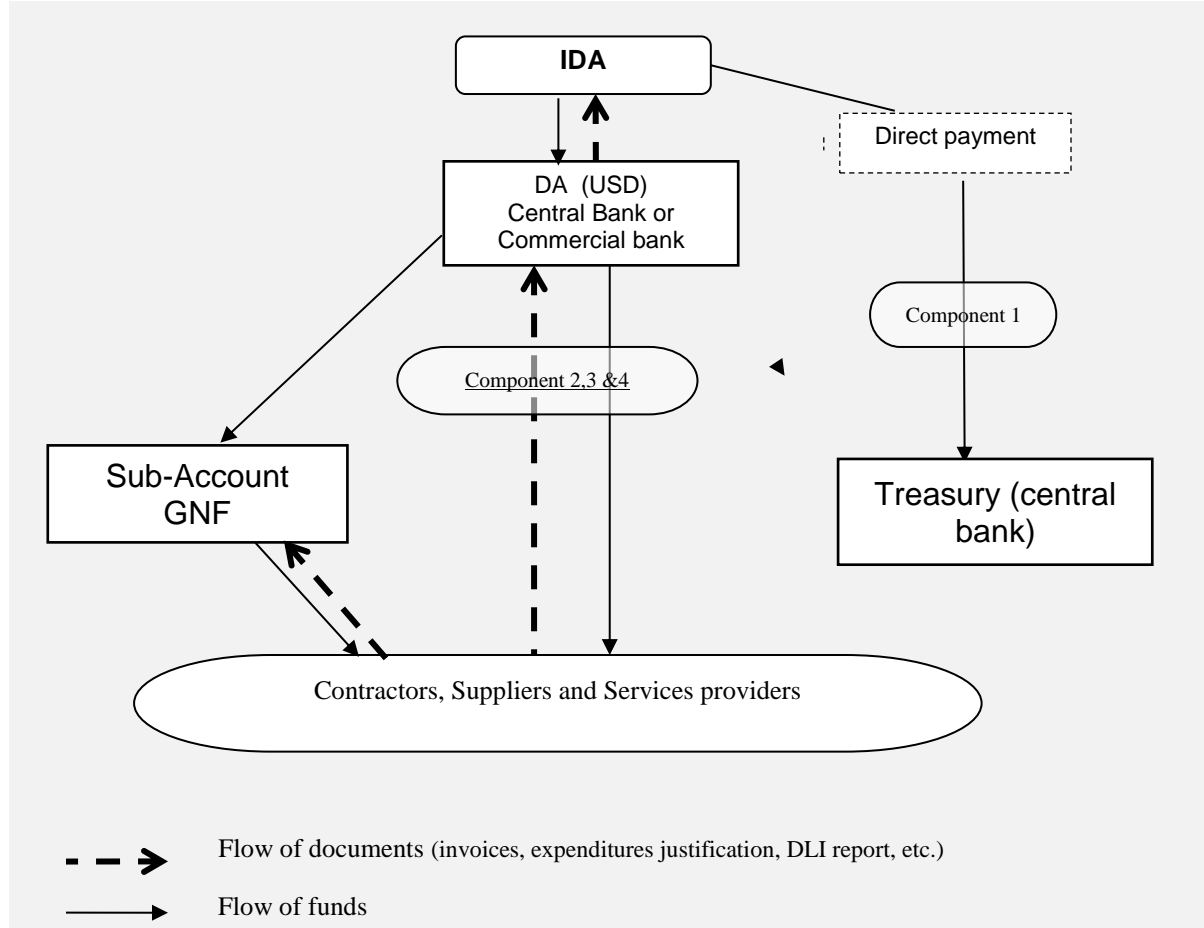 IDA
Direct payment
DA (USD)
Central Bank or
Commercial bank
Component 1
Component 2,3 &4
Sub-Account
GNF
Treasury (central
bank)
Contractors, Suppliers and Services providers
Flow of documents (invoices, expenditures justification, DLI report, etc.)
Flow of funds